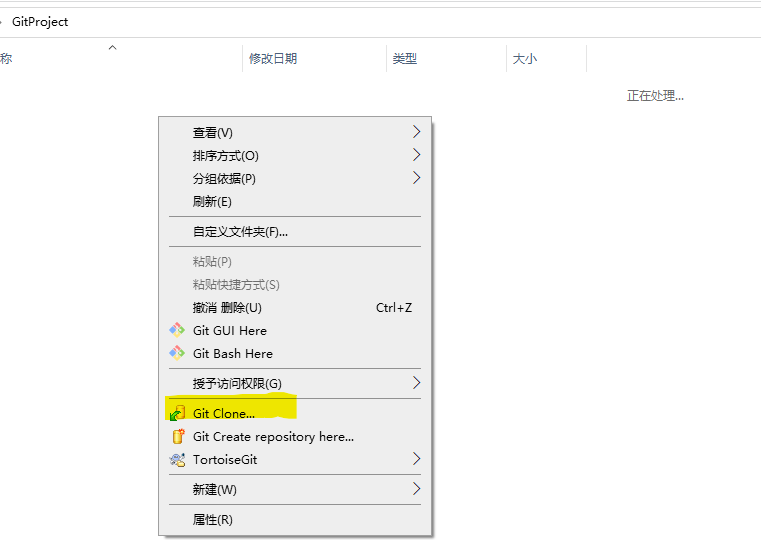 GitProject
称
修改日期
类型
大小
正在处理...
查看(V)
排序方式(O)
分组依据(P)
刷新(E)
自定义文件夹(F)...
粘贴(P)
粘贴快捷方式(S)
撤消 删除(U) Ctrl+Z
Git GUI Here
Git Bash Here
授予访问权限(G)
Git Clone...
Git Create repository here...
TortoiseGit
新建(W)
属性(R)